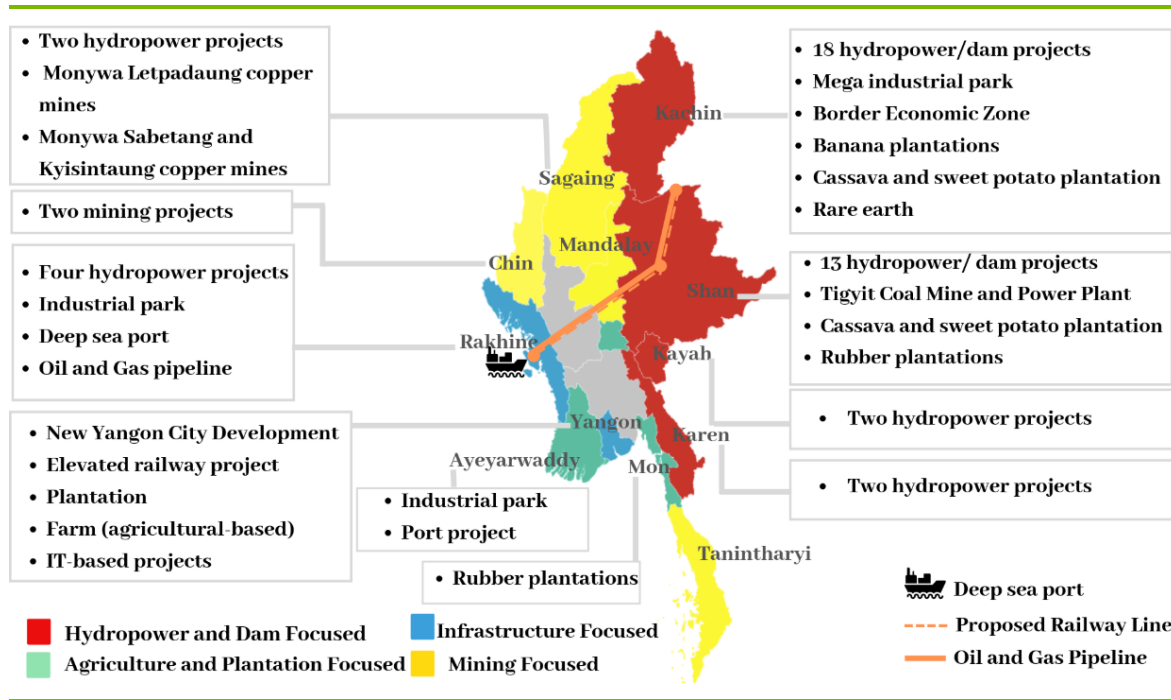 • Two hydropower projects
• Monywa Letpadaung copper
mines
• Monywa Sabetang and
Kyisintaung copper mines
• Two mining projects
• Four hydropower projects
• Industrial park
• Deep sea port
• Oil and Gas pipeline
• New Yangon City Development
• Elevated railway project
• Plantation
• Farm (agricultural-based)
• IT-based projects
• Industrial park
• Port project
• Rubber plantations
Kachin
Sagaing
Mandalay
Chin
Shan
Rakhine
Kayah
Yangon
Karen
Ayeyarwaddy
Mon
Tanintharyi
• 18 hydropower/dam projects
• Mega industrial park
• Border Economic Zone
• Banana plantations
• Cassava and sweet potato plantation
• Rare earth
• 13 hydropower/ dam projects
• Tigyit Coal Mine and Power Plant
• Cassava and sweet potato plantation
• Rubber plantations
• Two hydropower projects
• Two hydropower projects
Hydropower and Dam Focused
Agriculture and Plantation Focused
Infrastructure Focused
Mining Focused
Deep sea port
Proposed Railway Line
Oil and Gas Pipeline